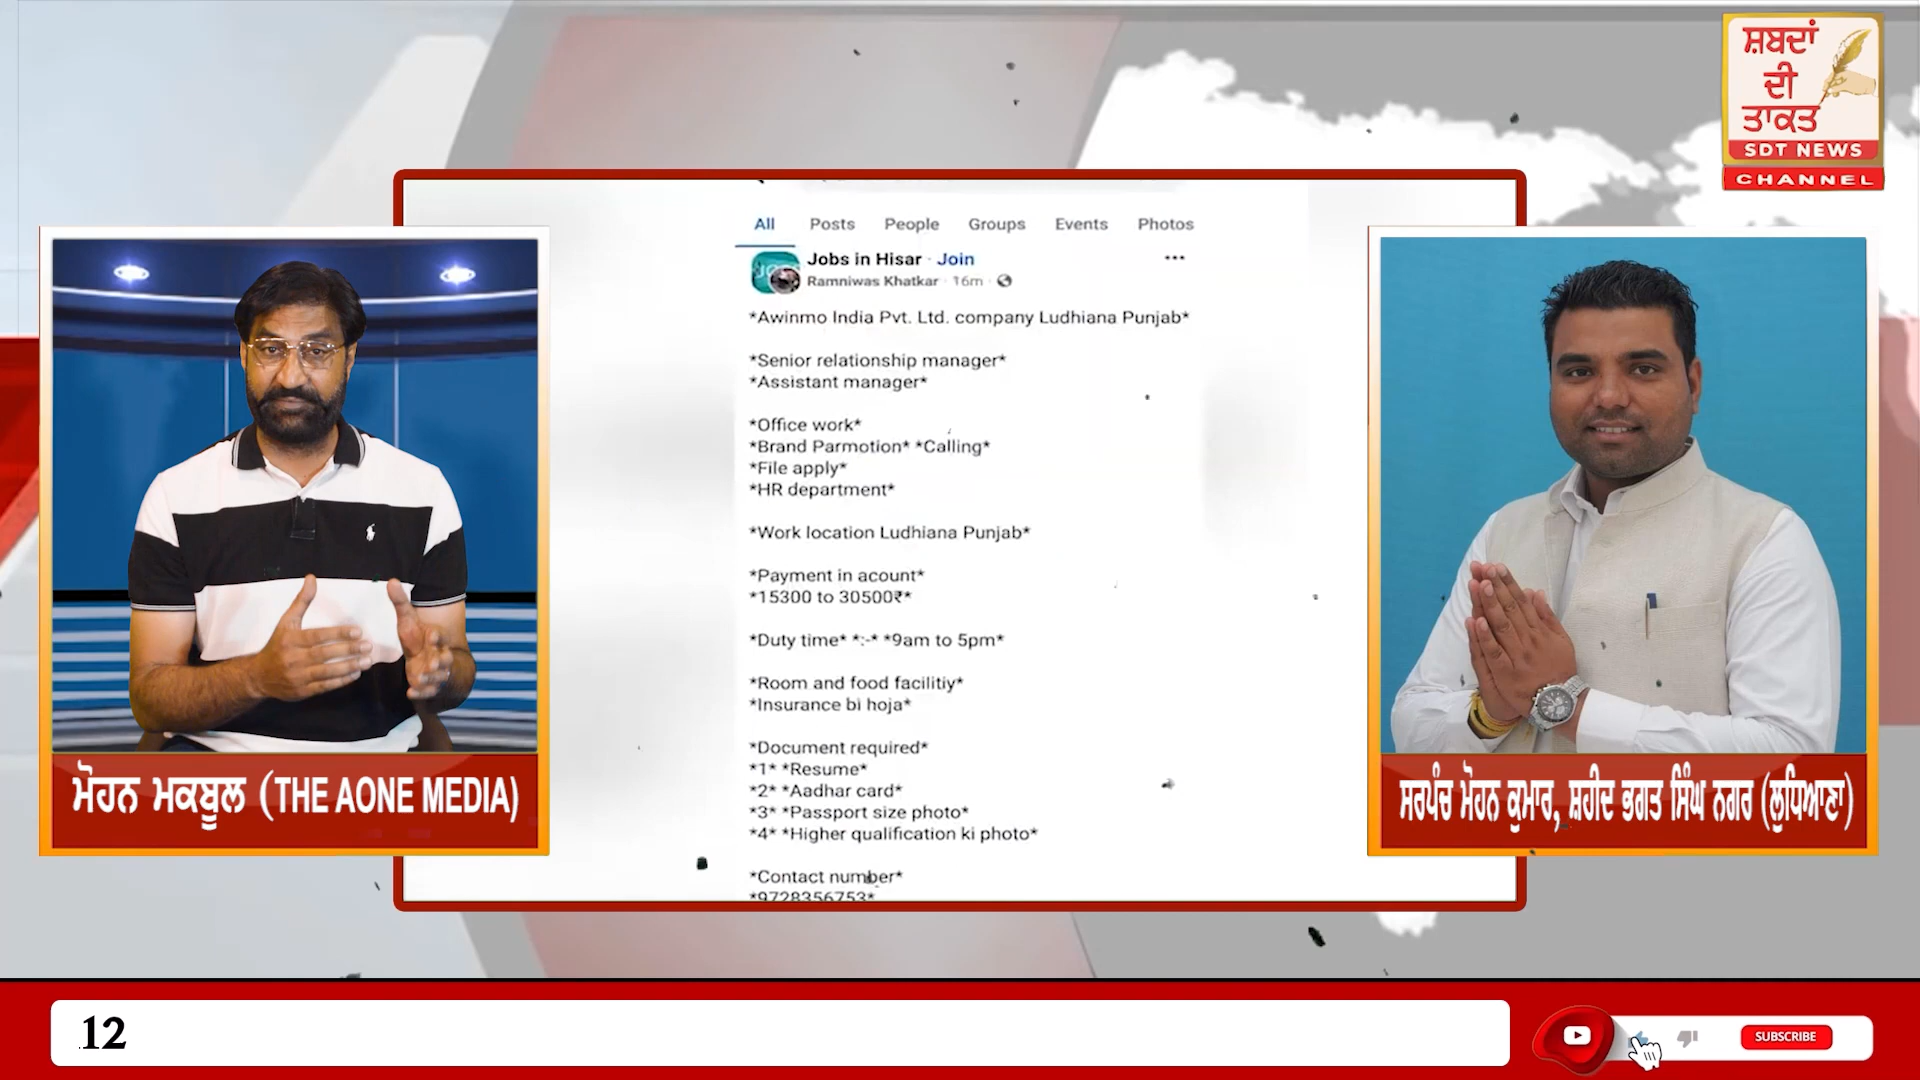 ਸ਼ਬਦਾਂ
ਦੀ
ਤਾਕਤ
SDT NEWS
CHANNEL
All Posts People Groups Events Photos
Jobs in Hisar · Join
Ramniwas Khatkar · 16m ·
*Awinmo India Pvt. Ltd. company Ludhiana Punjab*
*Senior relationship manager*
*Assistant manager*
*Office work*
*Brand Parmotion* *Calling*
*File apply*
*HR department*
*Work location Ludhiana Punjab*
*Payment in acount*
*15300 to 30500₹*
*Duty time* *:-* *9am to 5pm*
*Room and food facilitiy*
*Insurance bi hoja*
*Document required*
*1* *Resume*
*2* *Aadhar card*
*3* *Passport size photo*
*4* *Higher qualification ki photo*
*Contact number*
*9728356753*
ਮੋਹਨ ਮਕਬੂਲ (THE AONE MEDIA)
ਸਰਪੰਚ ਮੋਹਨ ਕੁਮਾਰ, ਸ਼ਹੀਦ ਭਗਤ ਸਿੰਘ ਨਗਰ (ਲੁਧਿਆਣਾ)
12
SUBSCRIBE